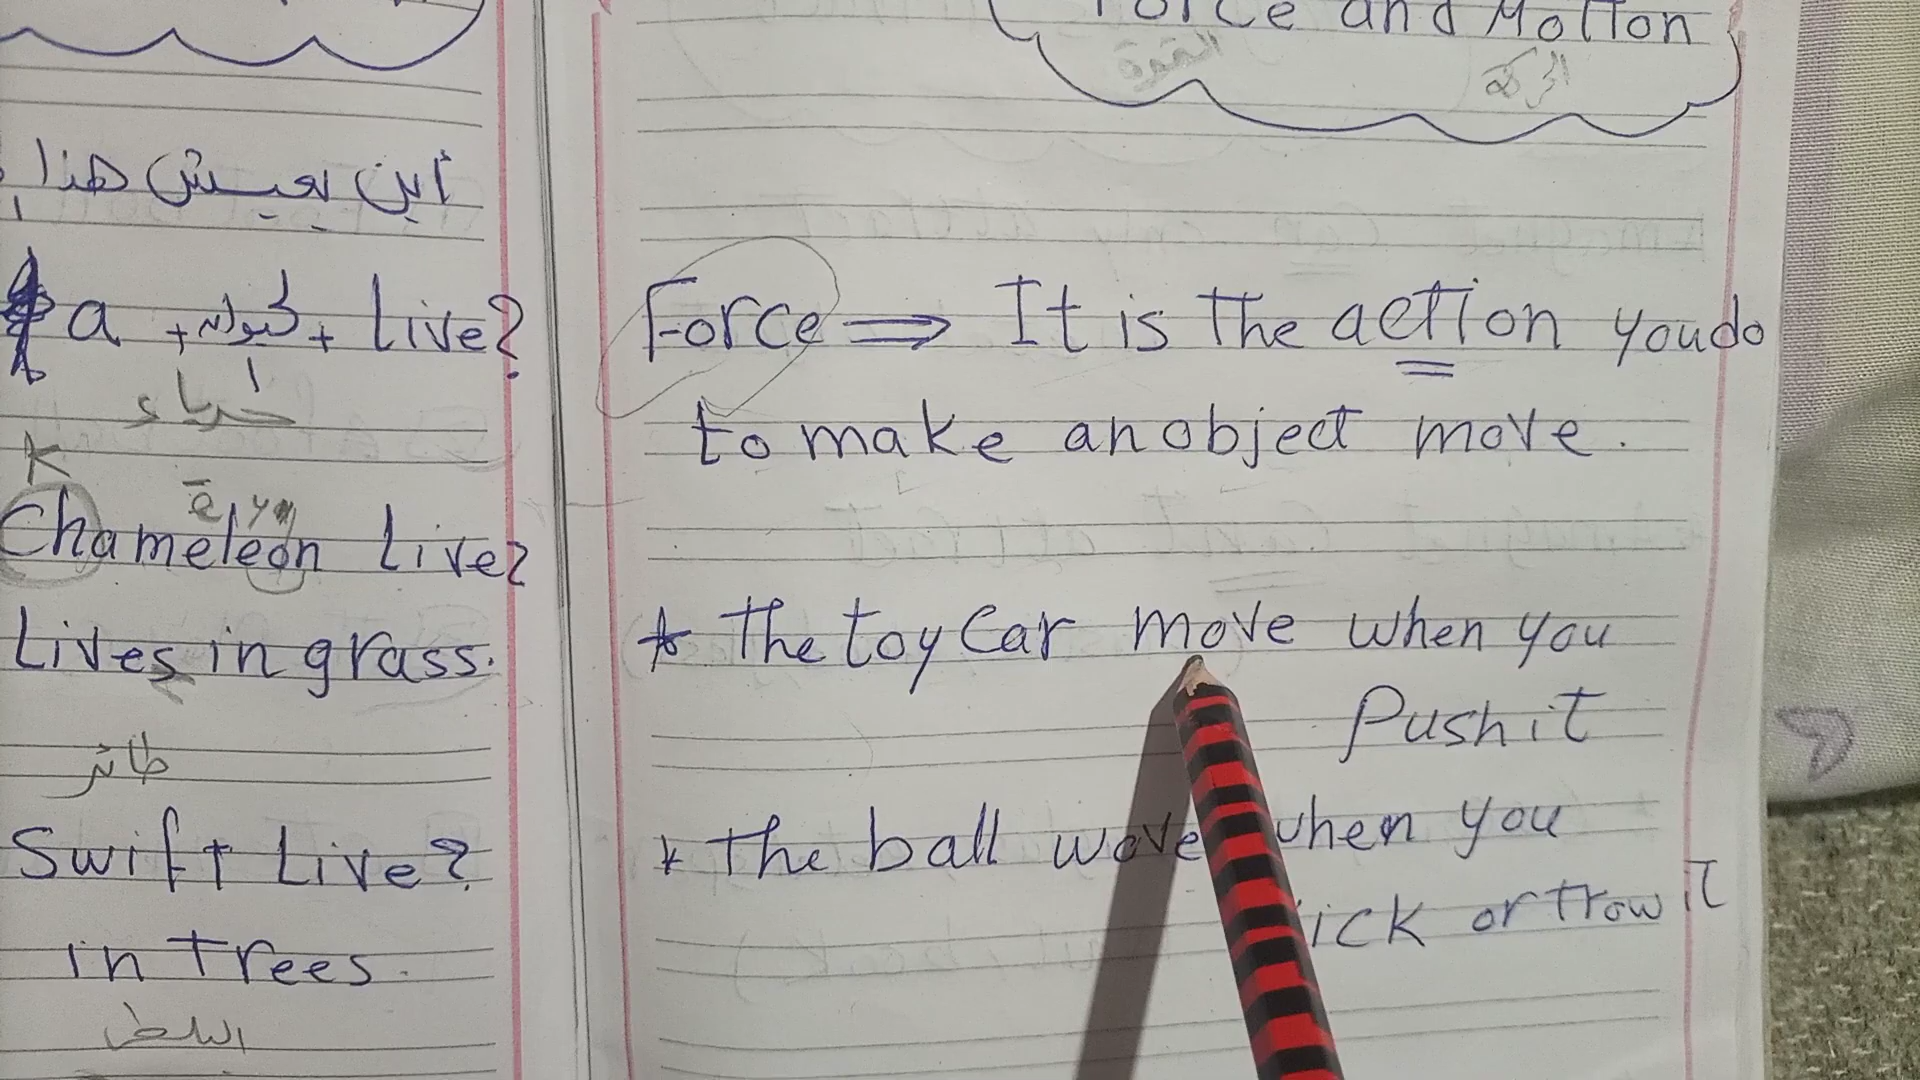 أين يعيش هذا
a + حيوان + Live?
حرباء
K
ē, y
Chameleon Live?
Lives in grass.
طائر
Swift Live?
in Trees.
Force and Motion
القوة الحركة
Force ⇒ It is The action you do
to make an object move.
* The toy Car move when you
Push it
* The ball wove when you
ick or Trow it